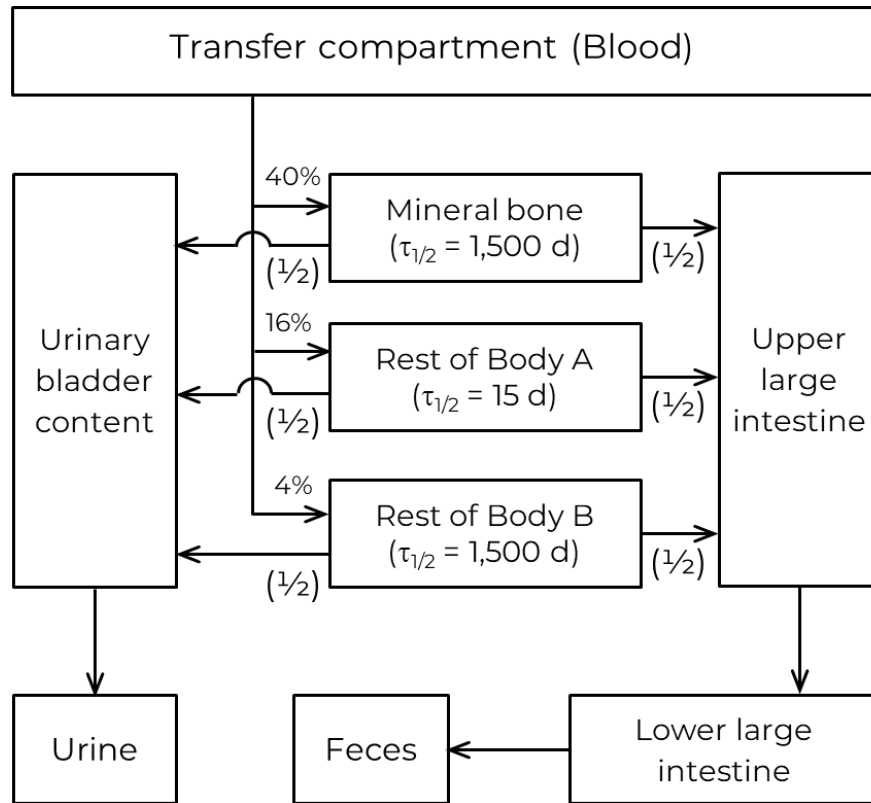 Transfer compartment (Blood)
40%
Mineral bone
(τ1/2 = 1,500 d)
(½)
(½)
16%
Rest of Body A
(τ1/2 = 15 d)
(½)
(½)
4%
Rest of Body B
(τ1/2 = 1,500 d)
(½)
(½)
Urinary
bladder
content
Upper
large
intestine
Urine
Feces
Lower large
intestine